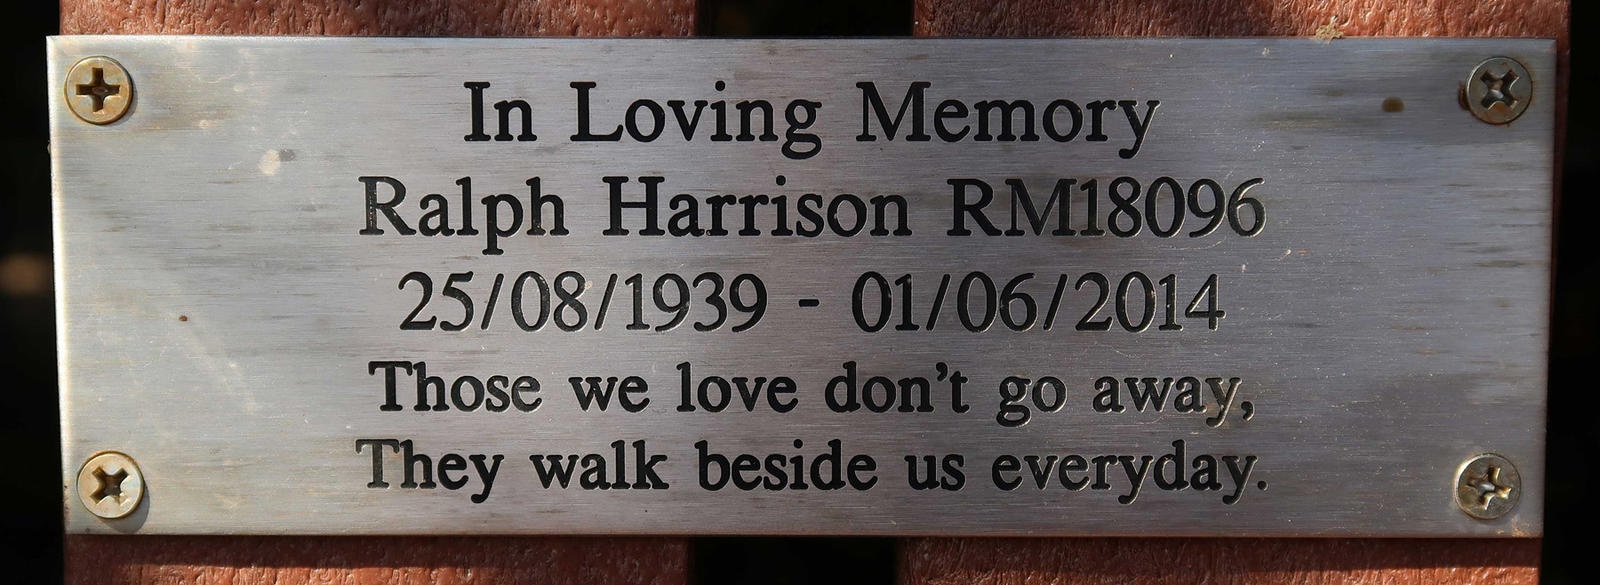 In Loving Memory
Ralph Harrison RM18096
25/08/1939 - 01/06/2014
Those we love don't go away,
They walk beside us everyday.